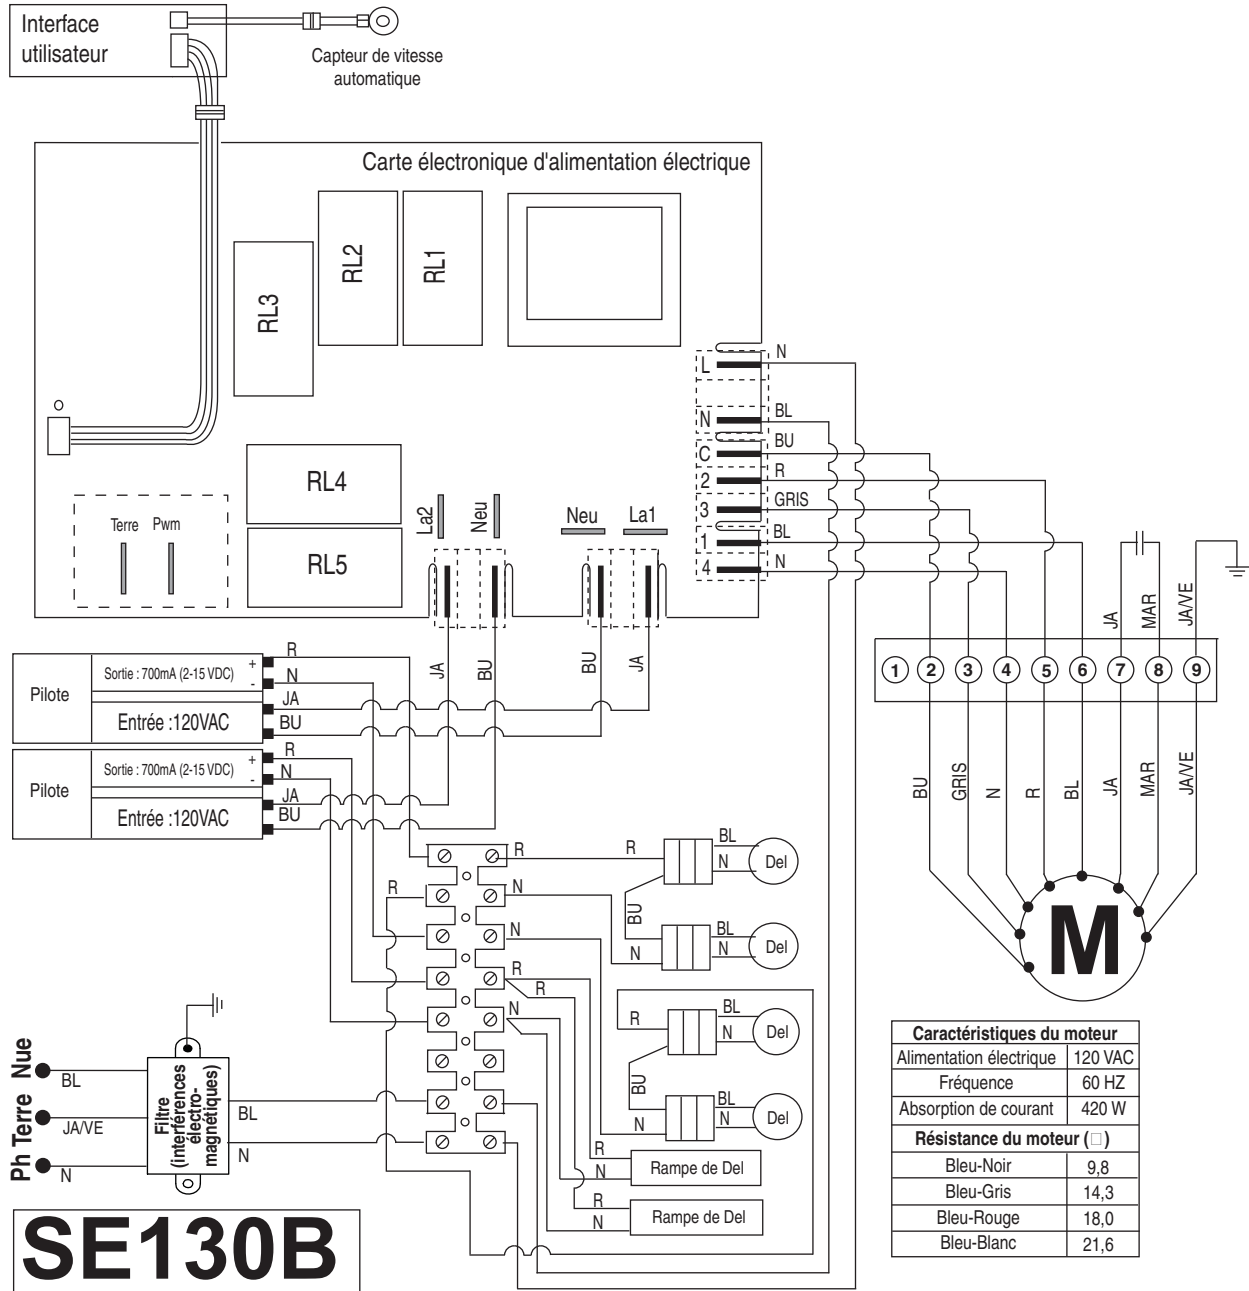 Interface
utilisateur
Capteur de vitesse
automatique
Carte électronique d'alimentation électrique
RL3
RL2
RL1
RL4
RL5
Terre Pwm
La2
Neu
Neu
La1
L
N
C
2
3
1
4
N
BL
BU
R
GRIS
BL
N
JA
BU
BU
JA
JA
MAR
JA/VE
1 2 3 4 5 6 7 8 9
BU
GRIS
N
R
BL
JA
MAR
JA/VE
M
Pilote
Sortie : 700mA (2-15 VDC)
+
-
Entrée :120VAC
R
N
JA
BU
Pilote
Sortie : 700mA (2-15 VDC)
+
-
Entrée :120VAC
R
N
JA
BU
R
R
N
N
R
R
N
R
BL
N
Del
BU
N
BL
N
Del
R
BL
N
Del
BU
N
BL
N
Del
R
N
Rampe de Del
R
N
Rampe de Del
Nue
Terre
Ph
BL
JA/VE
N
Filtre
(interférences
électro-
magnétiques)
BL
N
SE130B
Caractéristiques du moteur
Alimentation électrique 120 VAC
Fréquence 60 HZ
Absorption de courant 420 W
Résistance du moteur (□)
Bleu-Noir 9,8
Bleu-Gris 14,3
Bleu-Rouge 18,0
Bleu-Blanc 21,6